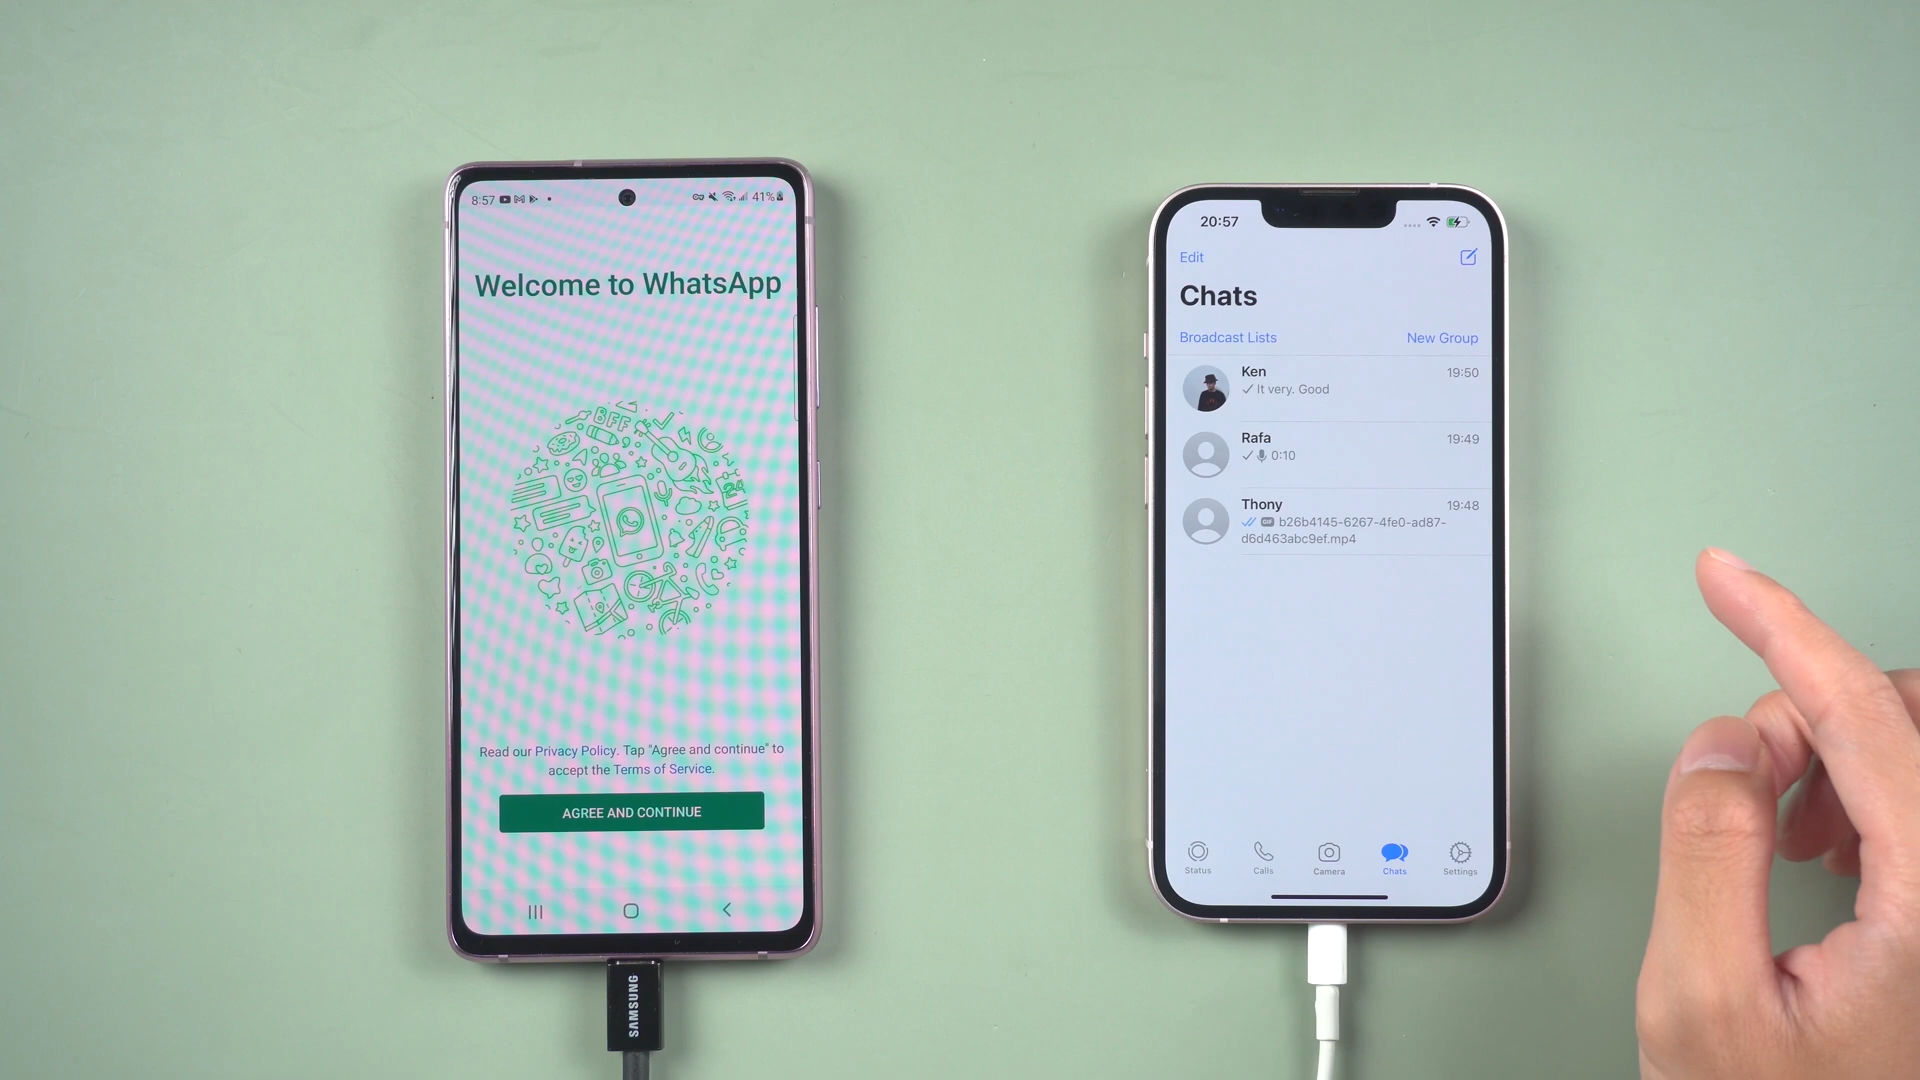 8:57
41%
Welcome to WhatsApp
BFF
24
Read our Privacy Policy. Tap "Agree and continue" to
accept the Terms of Service.
AGREE AND CONTINUE
SAMSUNG
20:57
Edit
Chats
Broadcast Lists
New Group
Ken
19:50
It very. Good
Rafa
19:49
0:10
Thony
19:48
GIF b26b4145-6267-4fe0-ad87-
d6d463abc9ef.mp4
Status
Calls
Camera
Chats
Settings